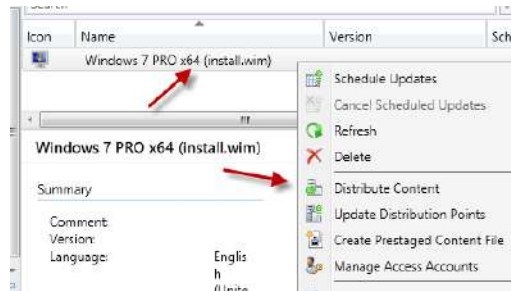 Icon Name Version Sch
Windows 7 PRO x64 (install.wim)
Schedule Updates
Cancel Scheduled Updates
Refresh
Delete
Distribute Content
Update Distribution Points
Create Prestaged Content File
Manage Access Accounts
Windows 7 PRO x64 (install.wim)
Summary
Comment:
Version:
Language: Englis
h
(Unite